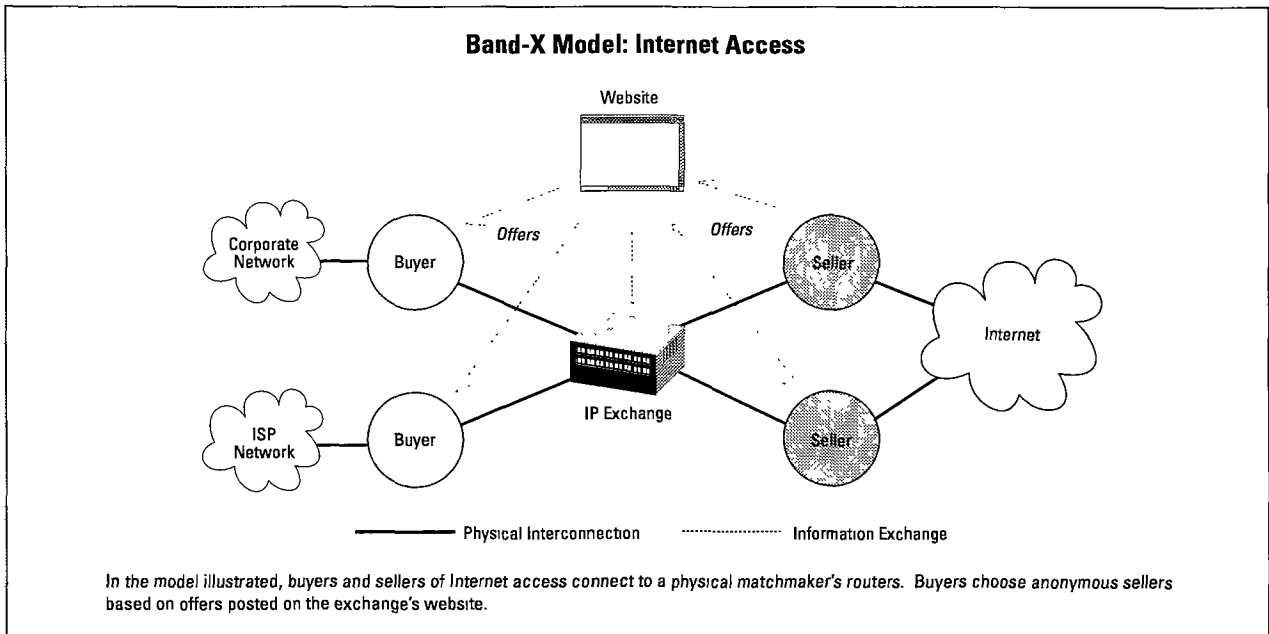 Band-X Model: Internet Access
Website
Offers
Offers
Corporate
Network
Buyer
Seller
Internet
IP Exchange
ISP
Network
Buyer
Seller
Physical Interconnection
Information Exchange
In the model illustrated, buyers and sellers of Internet access connect to a physical matchmaker's routers. Buyers choose anonymous sellers
based on offers posted on the exchange's website.